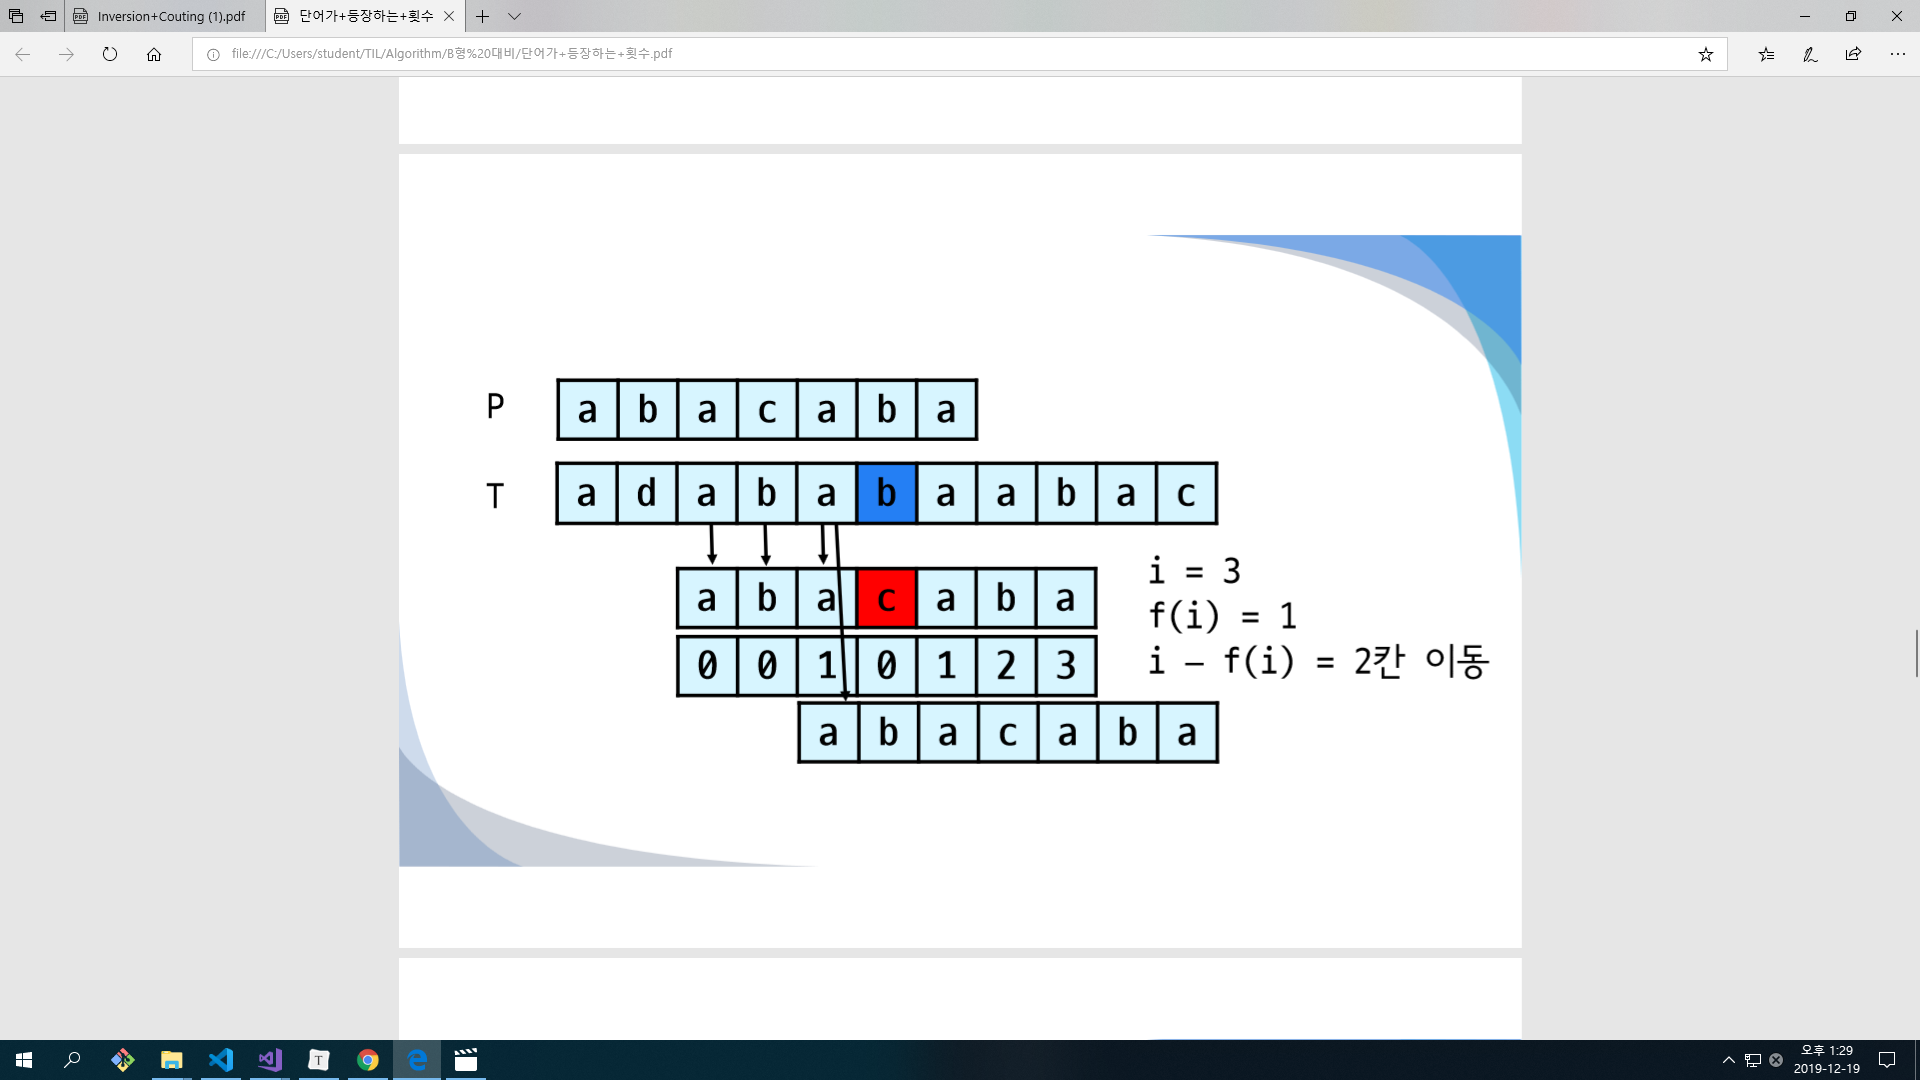 Inversion+Couting (1).pdf
단어가+등장하는+횟수
file:///C:/Users/student/TIL/Algorithm/B형%20대비/단어가+등장하는+횟수.pdf
P a b a c a b a
T a d a b a b a a b a c
a b a c a b a
0 0 1 0 1 2 3
a b a c a b a
i = 3
f(i) = 1
i – f(i) = 2칸 이동
T
오후 1:29
2019-12-19